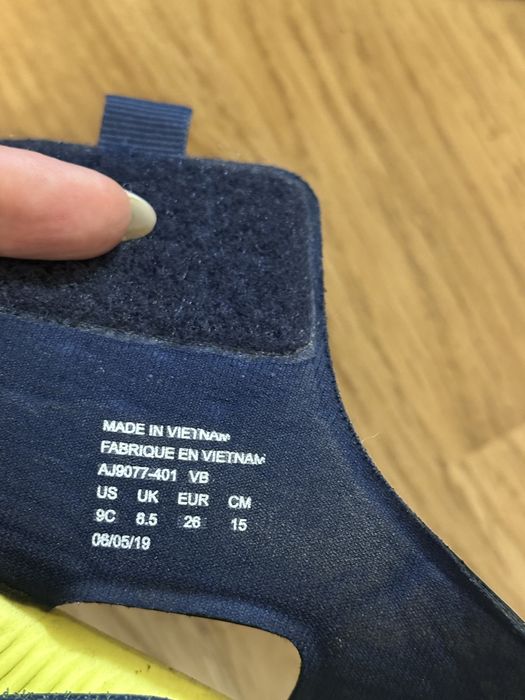 MADE IN VIETNAM
FABRIQUE EN VIETNAM
AJ9077-401 VB
US UK EUR CM
9C 8.5 26 15
06/05/19